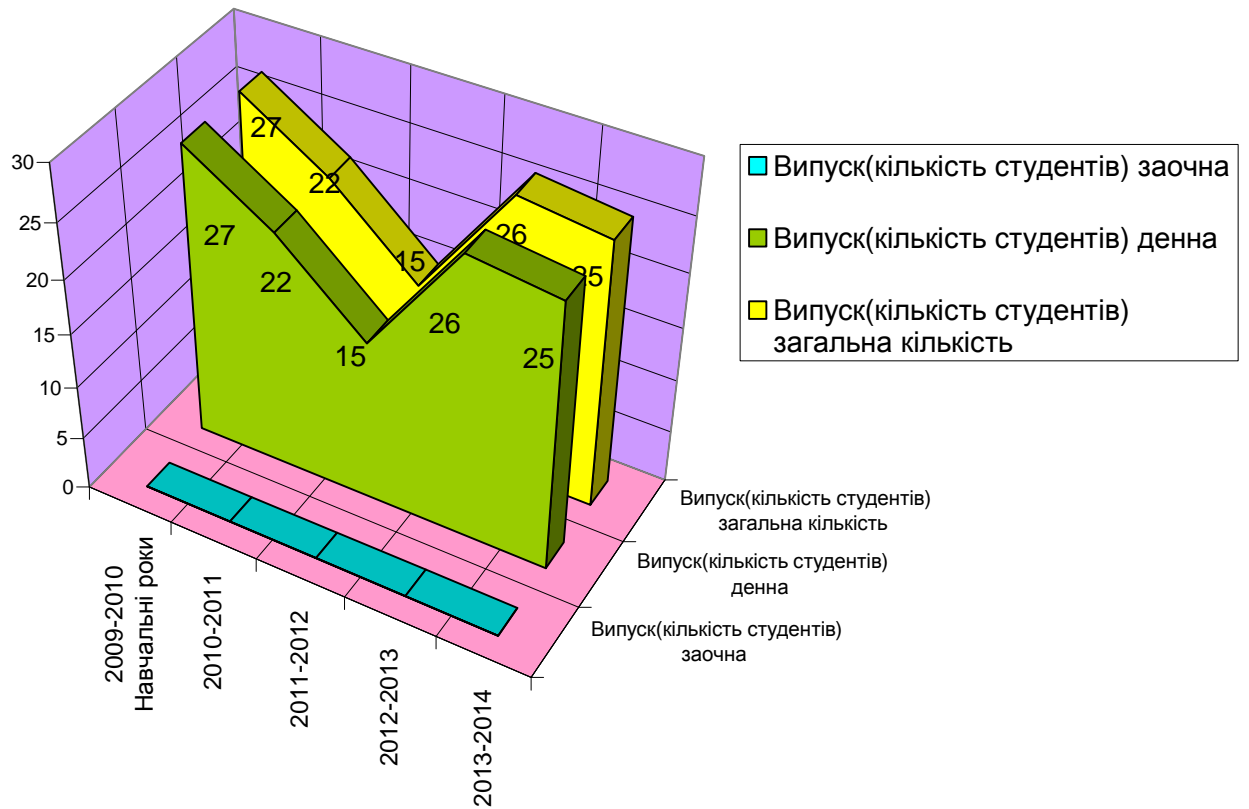 30
25
20
15
10
5
0
27
22
15
26
25
27
22
15
26
25
2009-2010
Навчальні роки
2010-2011
2011-2012
2012-2013
2013-2014
Випуск(кількість студентів)
загальна кількість
Випуск(кількість студентів)
денна
Випуск(кількість студентів)
заочна
Випуск(кількість студентів) заочна
Випуск(кількість студентів) денна
Випуск(кількість студентів)
загальна кількість